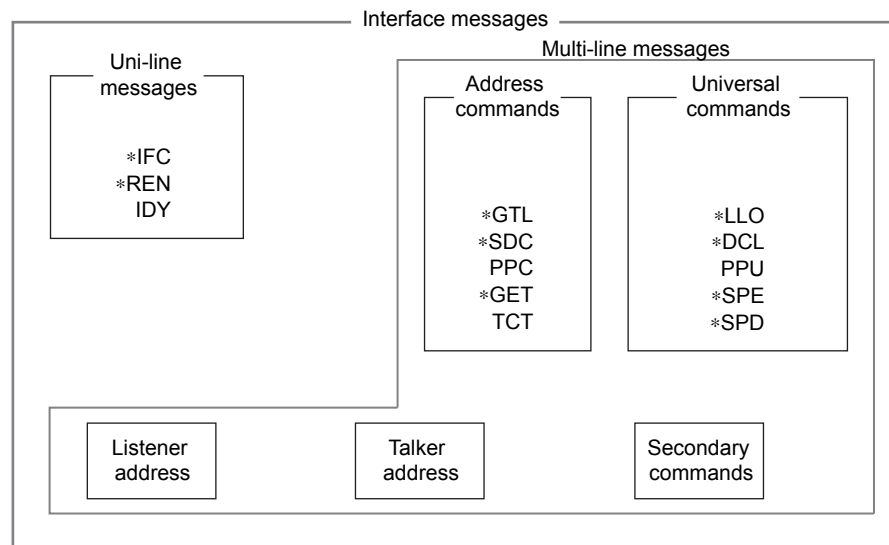 Interface messages
Multi-line messages
Uni-line
messages
∗IFC
∗REN
IDY
Address
commands
∗GTL
∗SDC
PPC
∗GET
TCT
Universal
commands
∗LLO
∗DCL
PPU
∗SPE
∗SPD
Listener
address
Talker
address
Secondary
commands